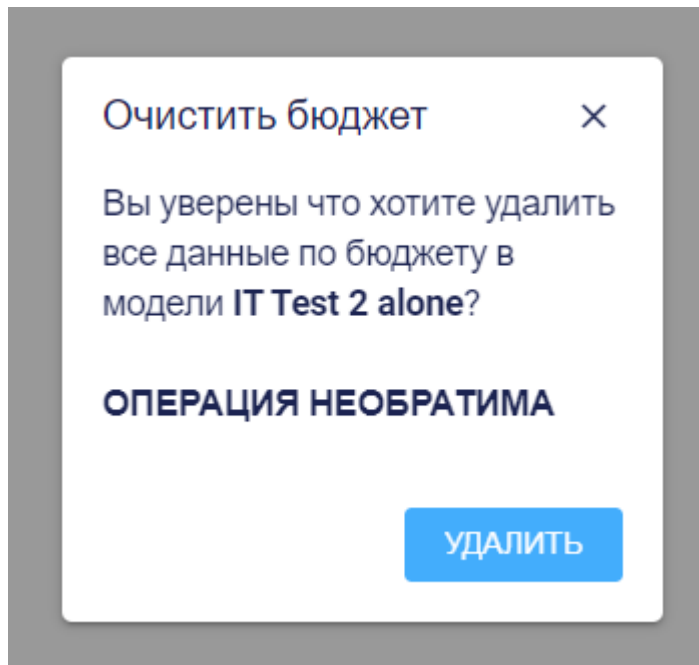 Очистить бюджет
Вы уверены что хотите удалить
все данные по бюджету в
модели IT Test 2 alone?
ОПЕРАЦИЯ НЕОБРАТИМА
УДАЛИТЬ